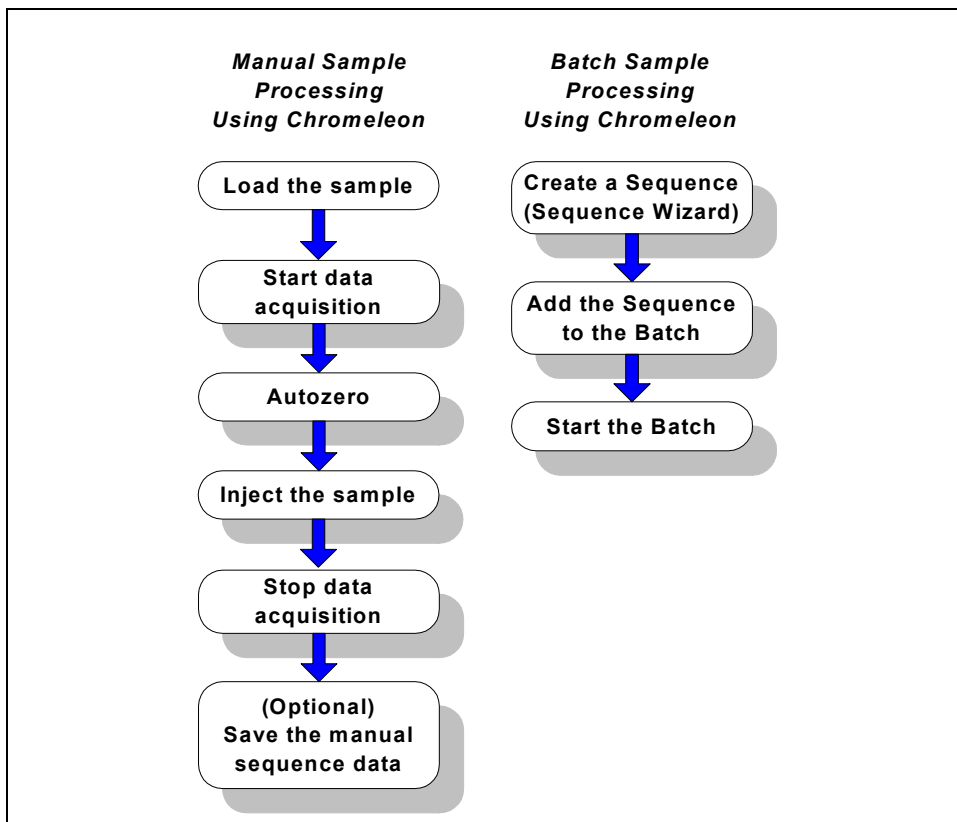 Manual Sample
Processing
Using Chromeleon
Load the sample
Start data
acquisition
Autozero
Inject the sample
Stop data
acquisition
(Optional)
Save the manual
sequence data
Batch Sample
Processing
Using Chromeleon
Create a Sequence
(Sequence Wizard)
Add the Sequence
to the Batch
Start the Batch